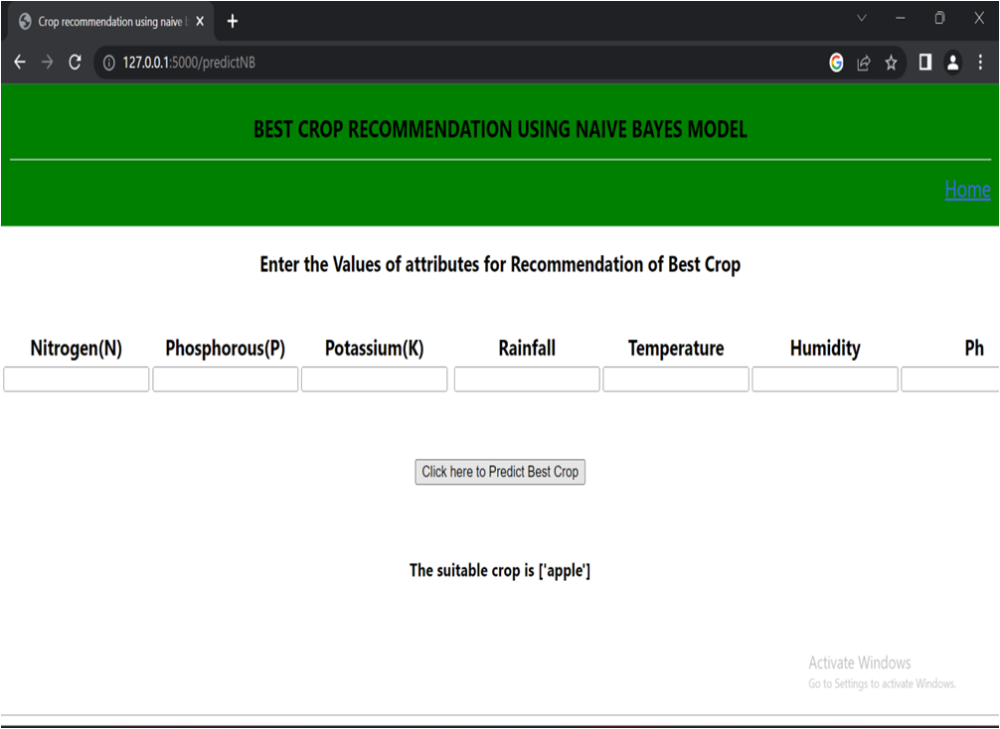 Crop recommendation using naive b
127.0.0.1:5000/predictNB
BEST CROP RECOMMENDATION USING NAIVE BAYES MODEL
Home
Enter the Values of attributes for Recommendation of Best Crop
Nitrogen(N) Phosphorous(P) Potassium(K) Rainfall Temperature Humidity Ph
Click here to Predict Best Crop
The suitable crop is ['apple']
Activate Windows
Go to Settings to activate Windows.